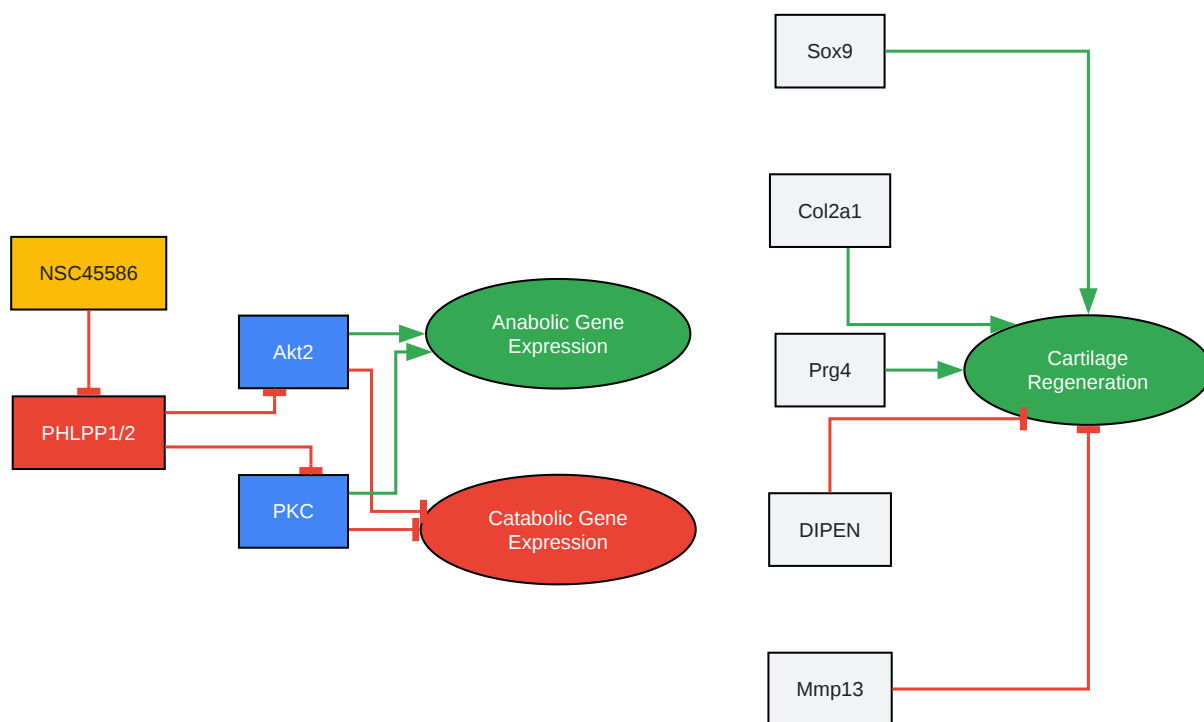 NSC45586
PHLPP1/2
Akt2
PKC
Anabolic Gene
Expression
Catabolic Gene
Expression
Sox9
Col2a1
Prg4
DIPEN
Mmp13
Cartilage
Regeneration